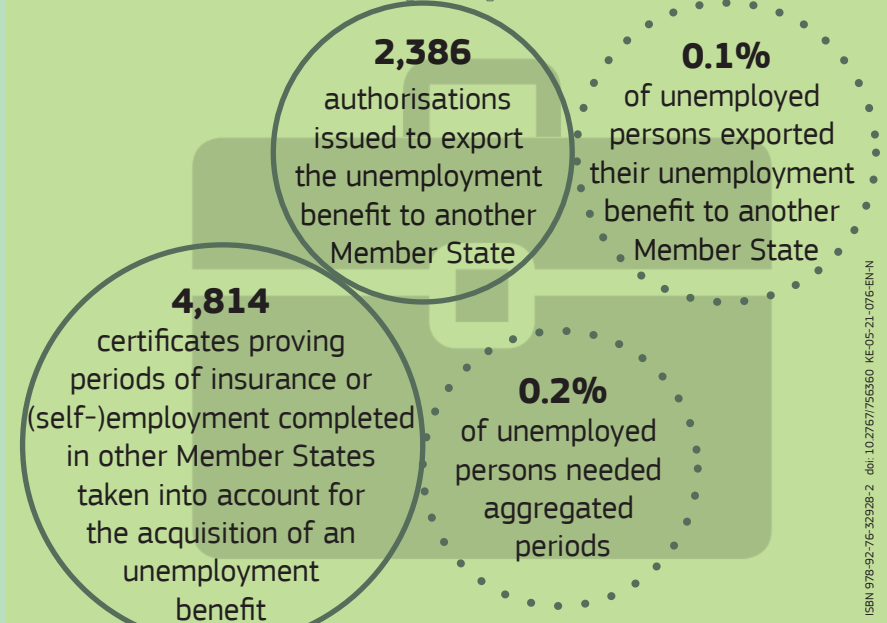 2,386
authorisations
issued to export
the unemployment
benefit to another
Member State
0.1%
of unemployed
persons exported
their unemployment
benefit to another
Member State
4,814
certificates proving
periods of insurance or
(self-)employment completed
in other Member States
taken into account for
the acquisition of an
unemployment
benefit
0.2%
of unemployed
persons needed
aggregated
periods
ISBN 978-92-76-32928-2 doi: 10.2767/756360 KE-05-21-076-EN-N